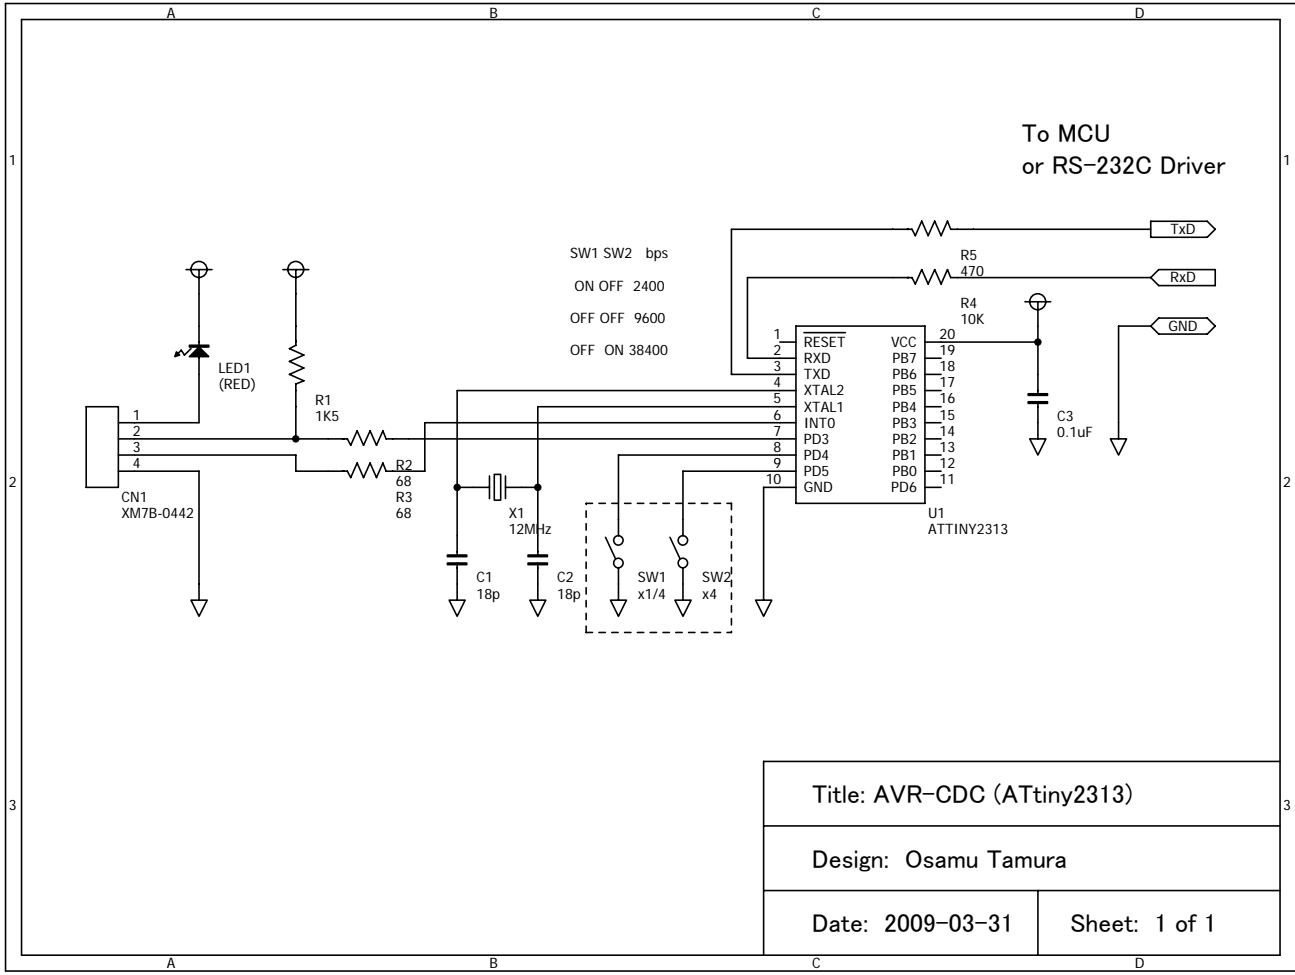 A B C D
1 1
To MCU
or RS-232C Driver
TxD
R5
470
RxD
R4
10K
GND
SW1 SW2 bps
ON OFF 2400
OFF OFF 9600
OFF ON 38400
LED1
(RED)
R1
1K5
1
2
3
4
CN1
XM7B-0442
R2
68
R3
68
X1
12MHz
C1
18p
C2
18p
SW1
x1/4
SW2
x4
1 RESET VCC 20
2 RXD PB7 19
3 TXD PB6 18
4 XTAL2 PB5 17
5 XTAL1 PB4 16
6 INT0 PB3 15
7 PD3 PB2 14
8 PD4 PB1 13
9 PD5 PB0 12
10 GND PD6 11
U1
ATTINY2313
C3
0.1uF
2 2
3 3
Title: AVR-CDC (ATtiny2313)
Design: Osamu Tamura
Date: 2009-03-31 Sheet: 1 of 1
A B C D